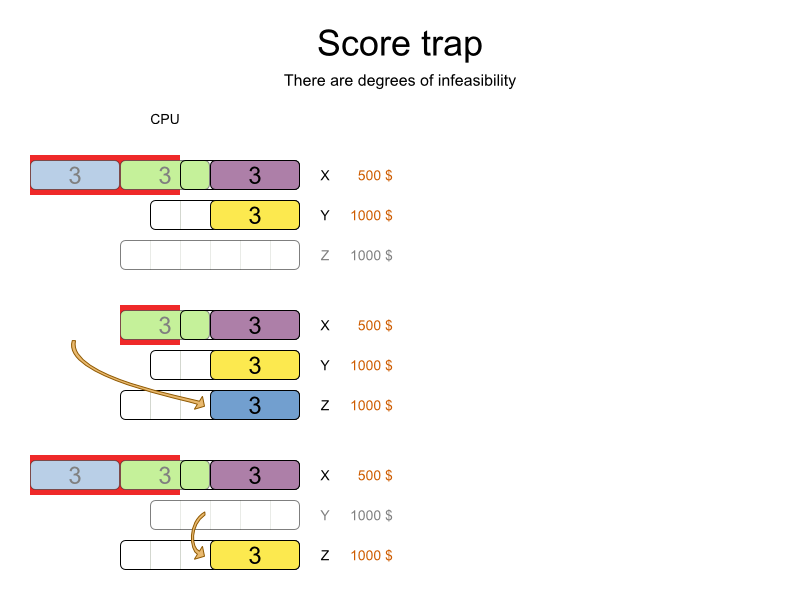 Score trap
There are degrees of infeasibility
CPU
3 3 3 X 500 $
3 Y 1000 $
Z 1000 $
3 3 X 500 $
3 Y 1000 $
3 Z 1000 $
3 3 3 X 500 $
Y 1000 $
3 Z 1000 $